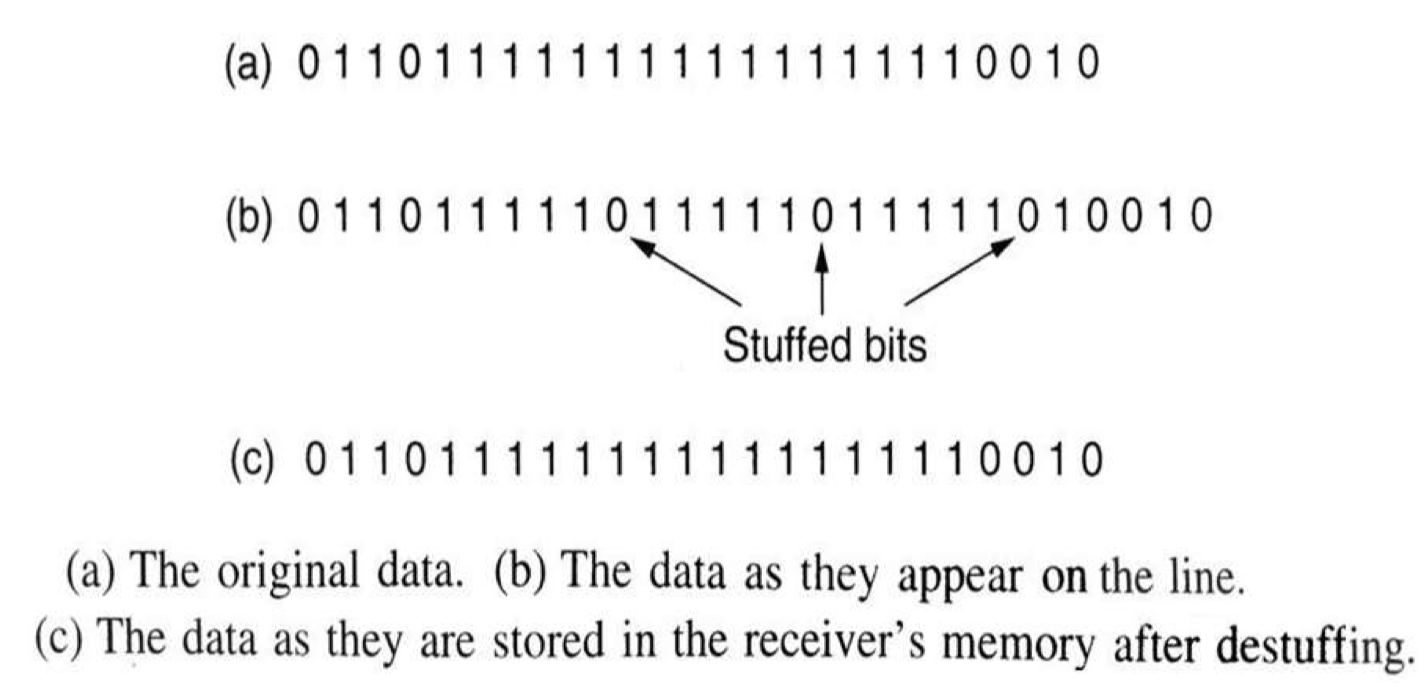 (a) 0 1 1 0 1 1 1 1 1 1 1 1 1 1 1 1 1 1 1 1 0 0 1 0
(b) 0 1 1 0 1 1 1 1 1 0 1 1 1 1 1 0 1 1 1 1 1 0 1 0 0 1 0
Stuffed bits
(c) 0 1 1 0 1 1 1 1 1 1 1 1 1 1 1 1 1 1 1 1 0 0 1 0
(a) The original data. (b) The data as they appear on the line.
(c) The data as they are stored in the receiver's memory after destuffing.